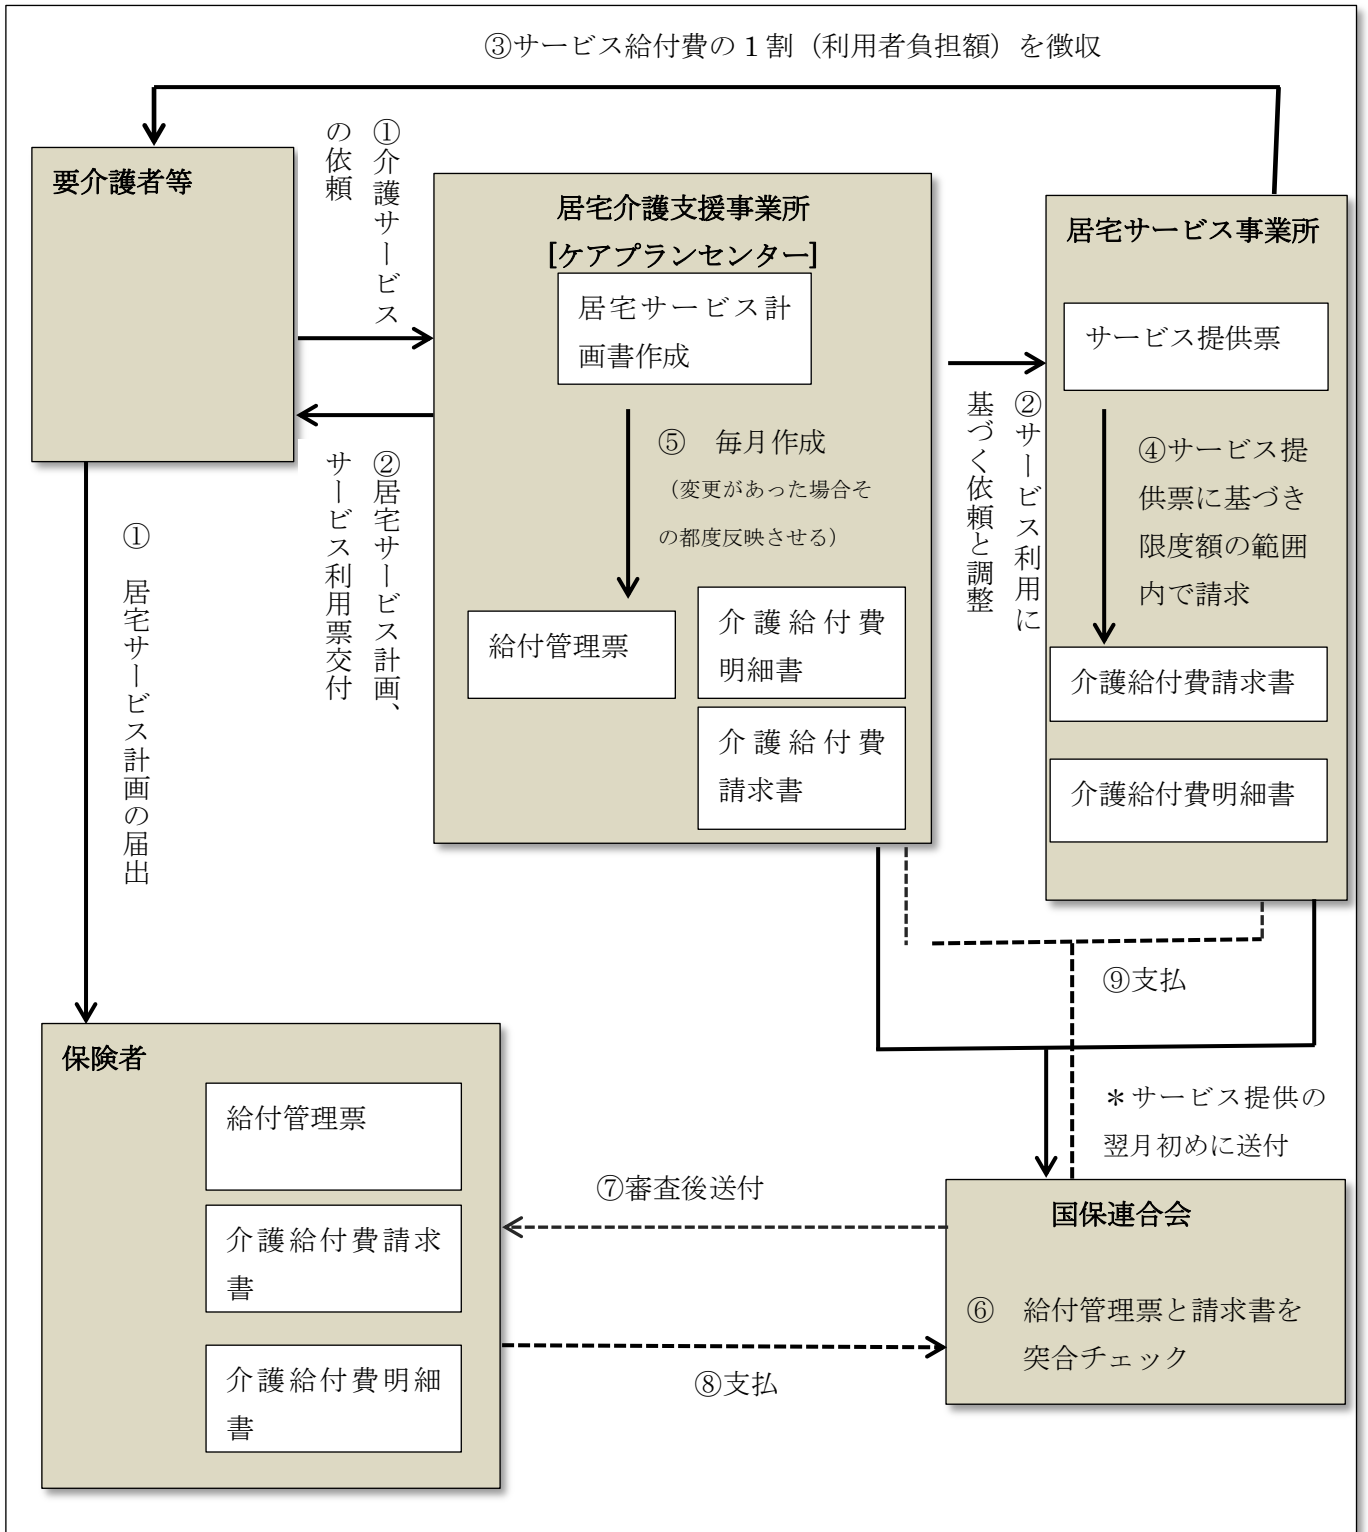 ③サービス給付費の1割（利用者負担額）を徴収
要介護者等
①介護サービス
の依頼
居宅介護支援事業所
[ケアプランセンター]
居宅サービス計
画書作成
居宅サービス事業所
サービス提供票
②居宅サービス計画、
サービス利用票交付
⑤　毎月作成
（変更があった場合そ
の都度反映させる）
②サービス利用に
基づく依頼と調整
④サービス提
供票に基づき
限度額の範囲
内で請求
①　居宅サービス計画の届出
給付管理票
介護給付費
明細書
介護給付費
請求書
介護給付費請求書
介護給付費明細書
⑨支払
保険者
給付管理票
介護給付費請求
書
介護給付費明細
書
＊サービス提供の
翌月初めに送付
⑦審査後送付
国保連合会
⑥　給付管理票と請求書を
突合チェック
⑧支払